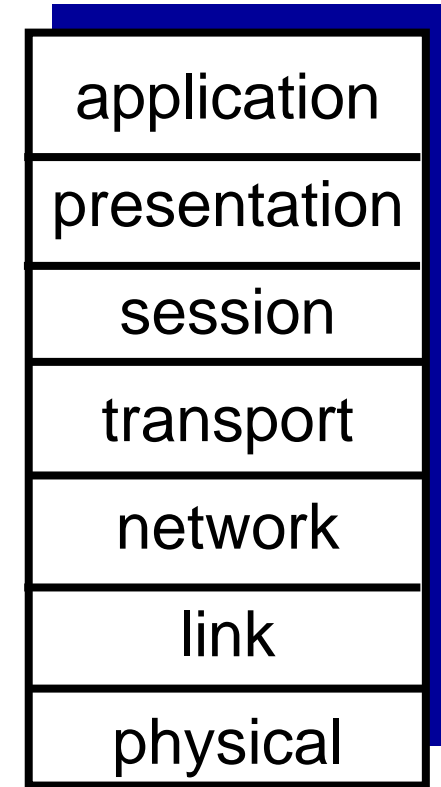 application
presentation
session
transport
network
link
physical